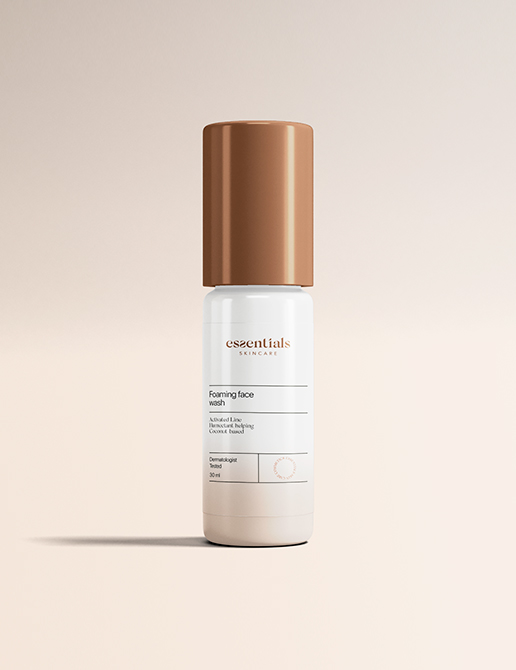 essentials
SKINCARE
Foaming face
wash
Activated Line
Humectant helping
Coconut based
Dermatologist
Tested
30 ml